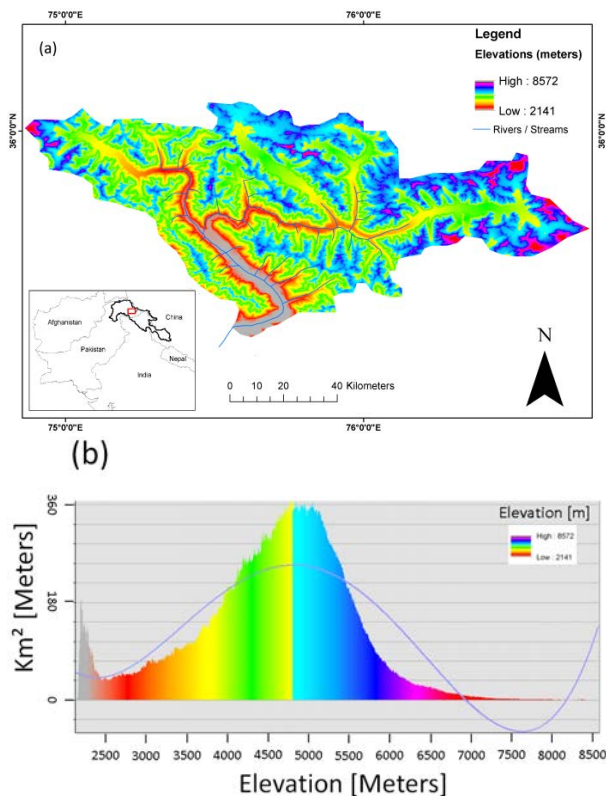 75°0'0"E 76°0'0"E
(a)
Legend
Elevations (meters)
High : 8572
Low : 2141
Rivers / Streams
36°0'0"N
36°0'0"N
Afghanistan
China
Pakistan
Nepal
India
N
0 5 10 20 40 Kilometers
75°0'0"E 76°0'0"E
(b)
Elevation [m]
High : 8572
Low : 2141
360
180
0
Km² [Meters]
2500 3000 3500 4000 4500 5000 5500 6000 6500 7000 7500 8000 8500
Elevation [Meters]